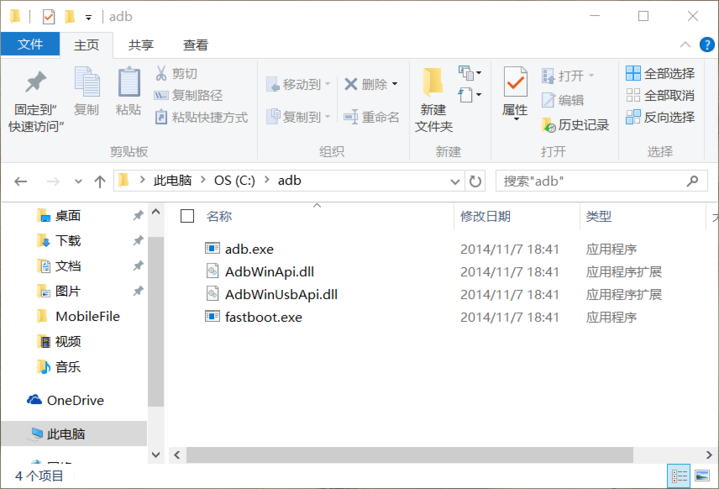 adb
文件 主页 共享 查看
固定到"快速访问"
复制
粘贴
剪切
复制路径
粘贴快捷方式
剪贴板
移动到
复制到
删除
重命名
组织
新建
文件夹
新建
属性
打开
编辑
历史记录
打开
全部选择
全部取消
反向选择
选择
此电脑 > OS (C:) > adb
搜索"adb"
桌面
下载
文档
图片
MobileFile
视频
音乐
OneDrive
此电脑
名称 修改日期 类型
adb.exe 2014/11/7 18:41 应用程序
AdbWinApi.dll 2014/11/7 18:41 应用程序扩展
AdbWinUsbApi.dll 2014/11/7 18:41 应用程序扩展
fastboot.exe 2014/11/7 18:41 应用程序
4 个项目